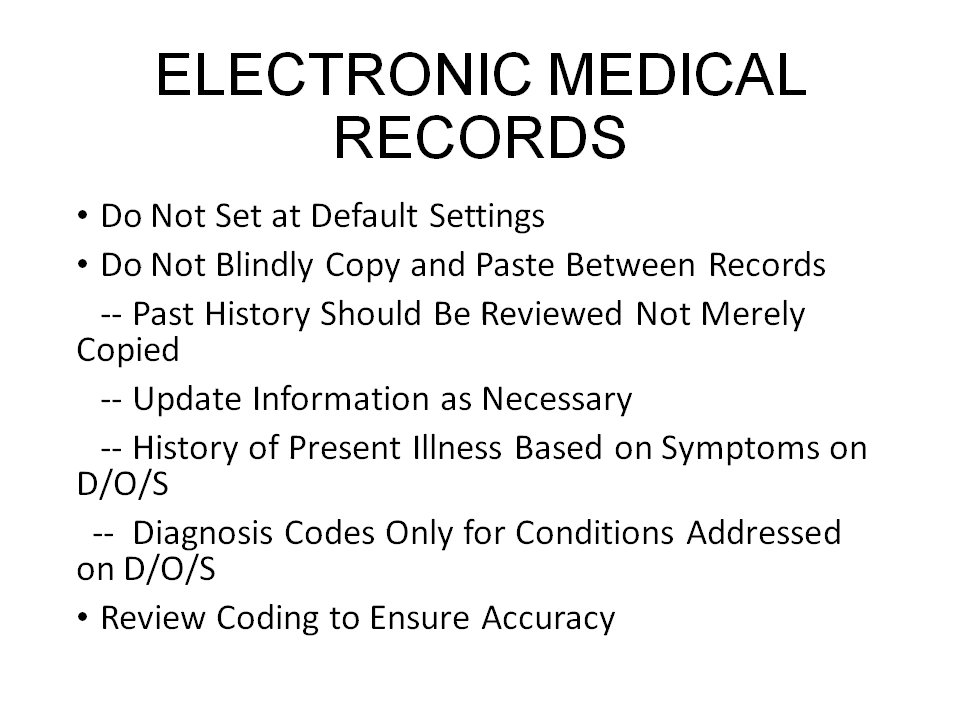 ELECTRONIC MEDICAL
RECORDS
• Do Not Set at Default Settings
• Do Not Blindly Copy and Paste Between Records
-- Past History Should Be Reviewed Not Merely
Copied
-- Update Information as Necessary
-- History of Present Illness Based on Symptoms on
D/O/S
-- Diagnosis Codes Only for Conditions Addressed
on D/O/S
• Review Coding to Ensure Accuracy